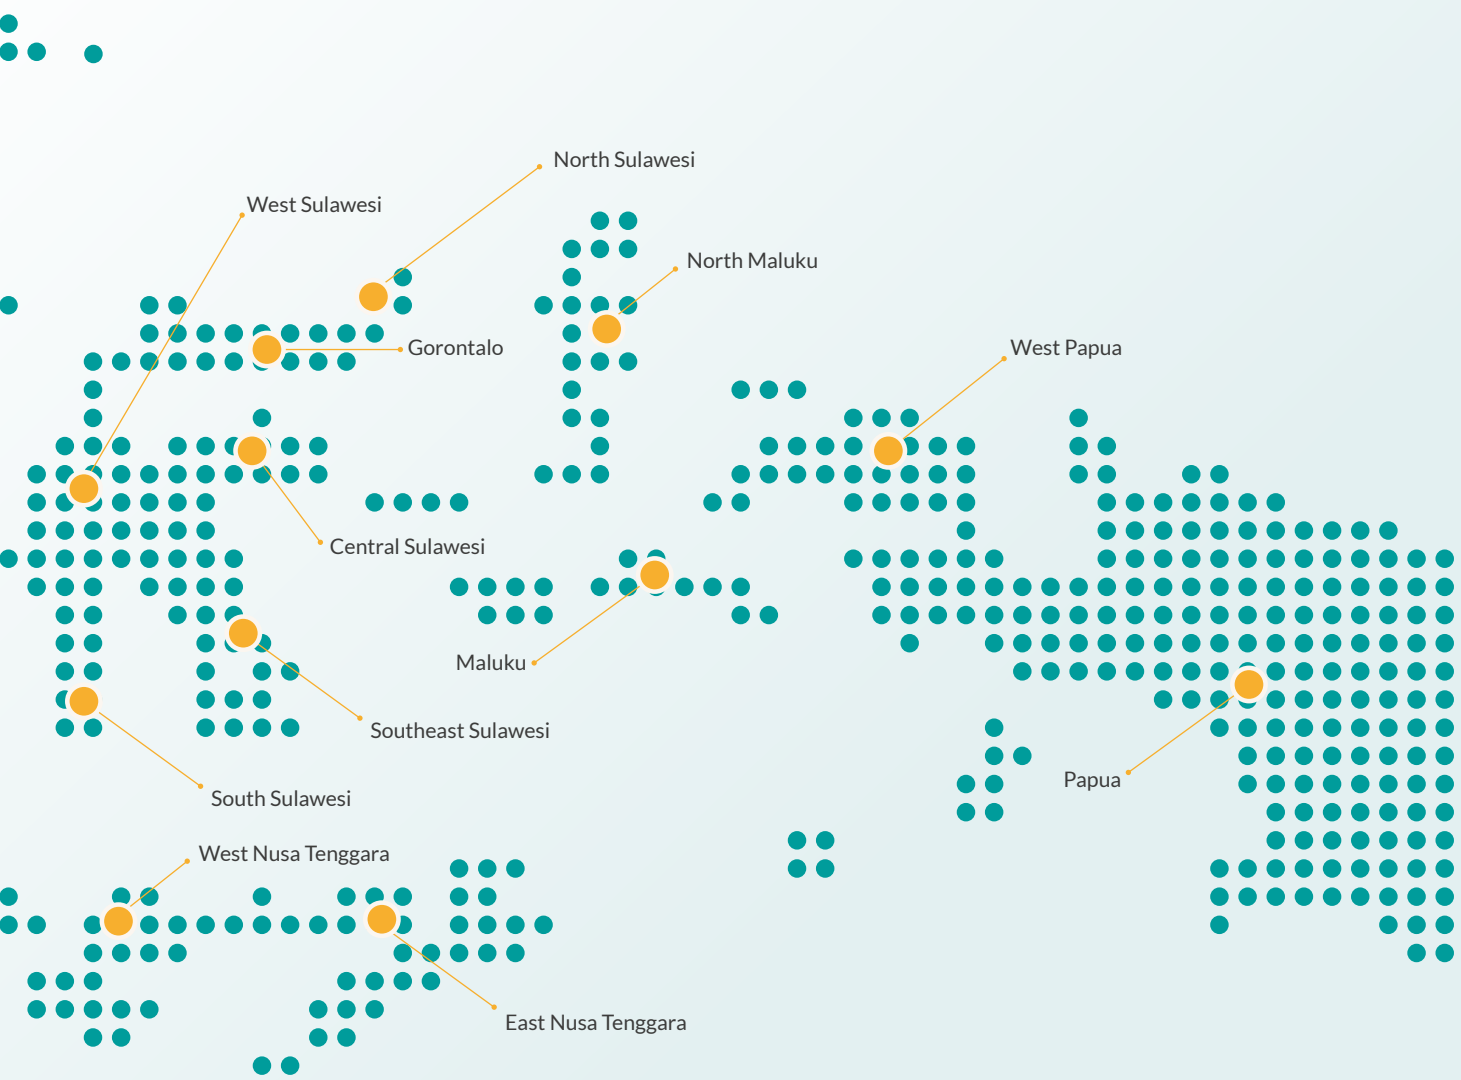 North Sulawesi
West Sulawesi
North Maluku
Gorontalo
West Papua
Central Sulawesi
Maluku
Southeast Sulawesi
Papua
South Sulawesi
West Nusa Tenggara
East Nusa Tenggara